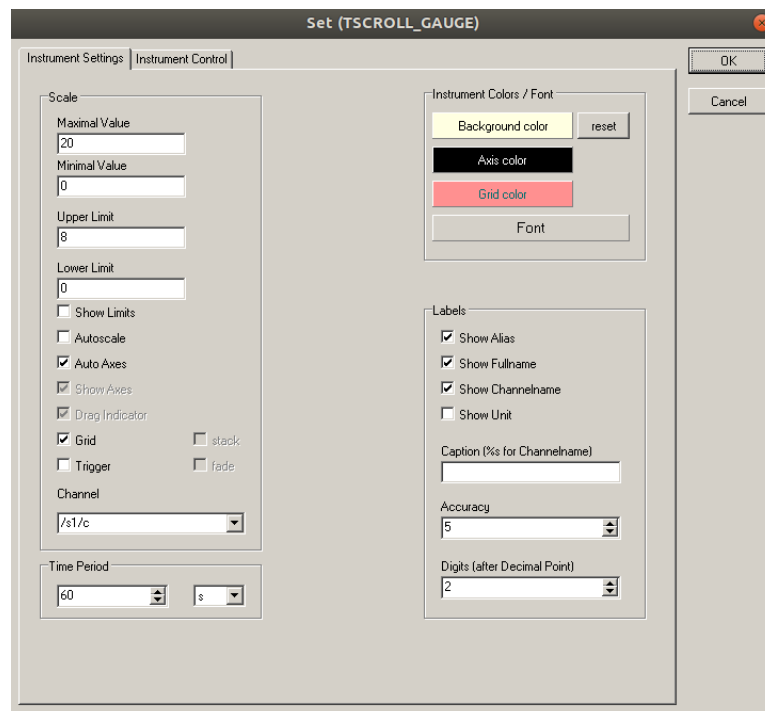 Set (TSCROLL_GAUGE)
Instrument Settings
Instrument Control
OK
Cancel
Scale
Maximal Value
20
Minimal Value
0
Upper Limit
8
Lower Limit
0
Show Limits
Autoscale
Auto Axes
Show Axes
Drag Indicator
Grid
stack
Trigger
fade
Channel
/s1/c
Time Period
60
s
Instrument Colors / Font
Background color
reset
Axis color
Grid color
Font
Labels
Show Alias
Show Fullname
Show Channelname
Show Unit
Caption (%s for Channelname)
Accuracy
5
Digits (after Decimal Point)
2